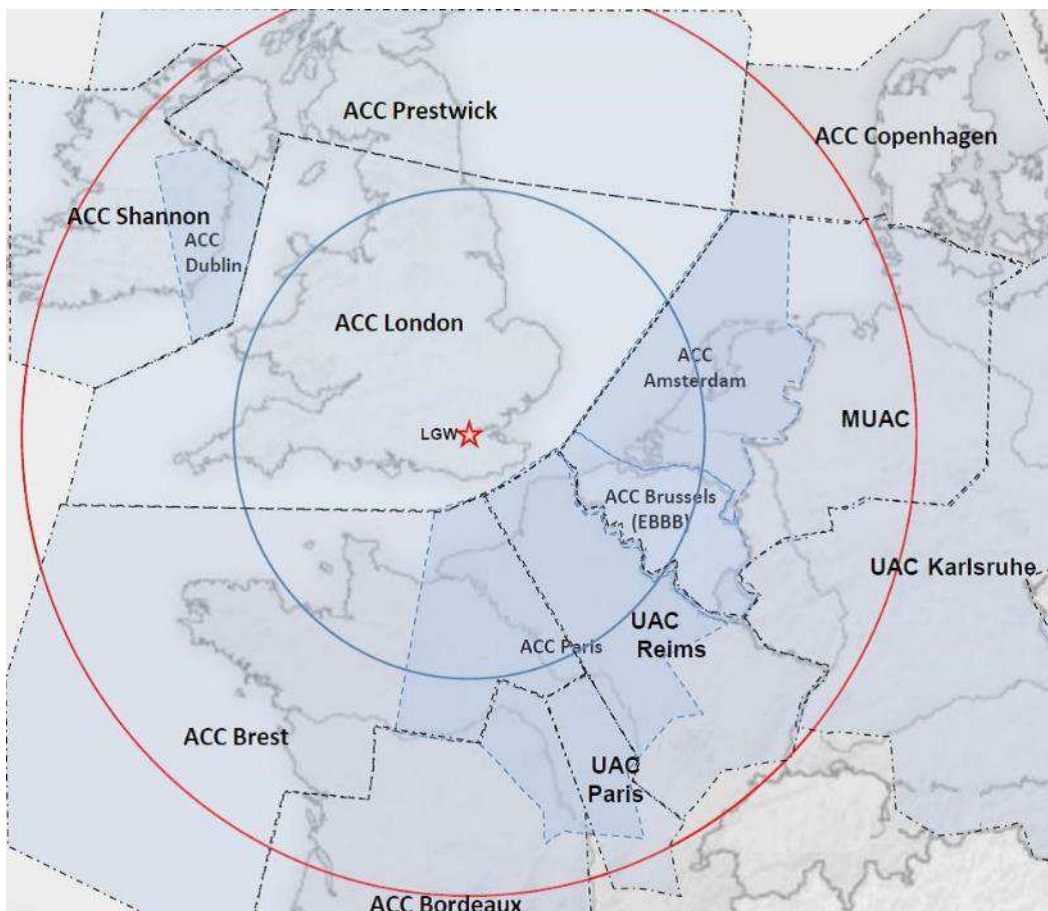 ACC Prestwick
ACC Copenhagen
ACC Shannon
ACC
Dublin
ACC London
ACC
Amsterdam
LGW
MUAC
ACC Brussels
(EBBB)
UAC Karlsruhe
UAC
Reims
ACC Paris
ACC Brest
UAC
Paris
ACC Bordeaux